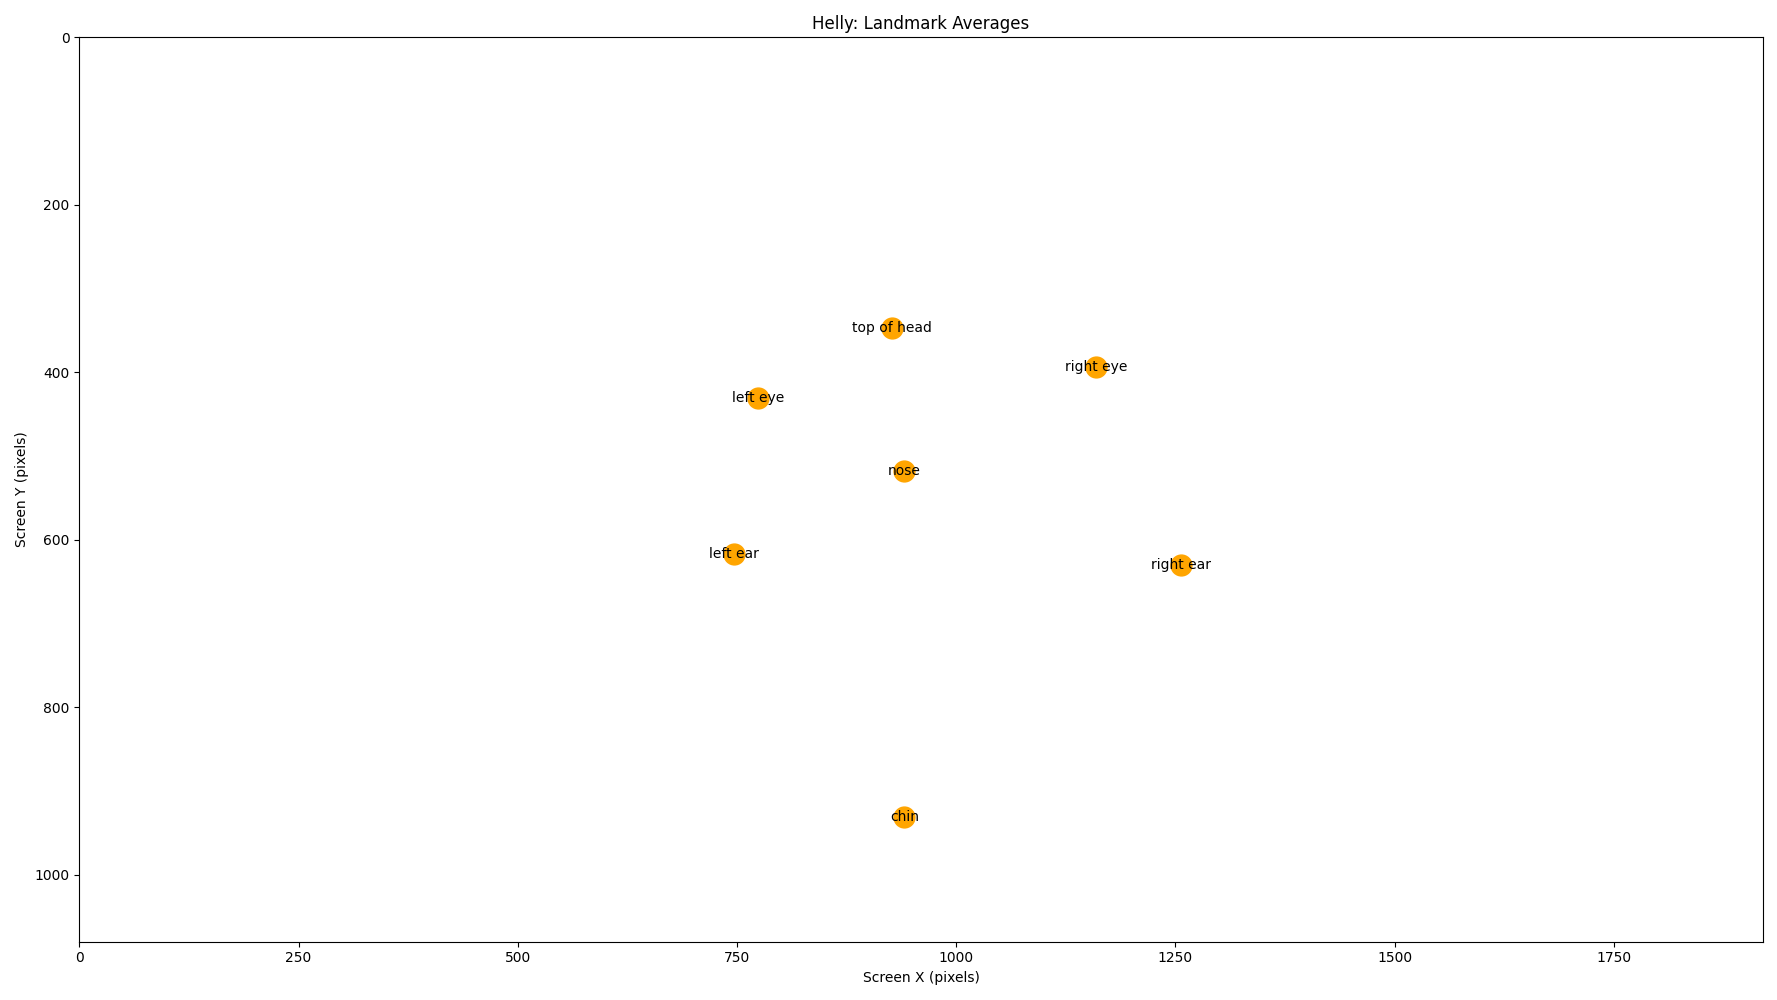 Helly: Landmark Averages
0
200
400
600
800
1000
Screen Y (pixels)
top of head
right eye
left eye
nose
left ear
right ear
chin
0
250
500
750
1000
1250
1500
1750
Screen X (pixels)